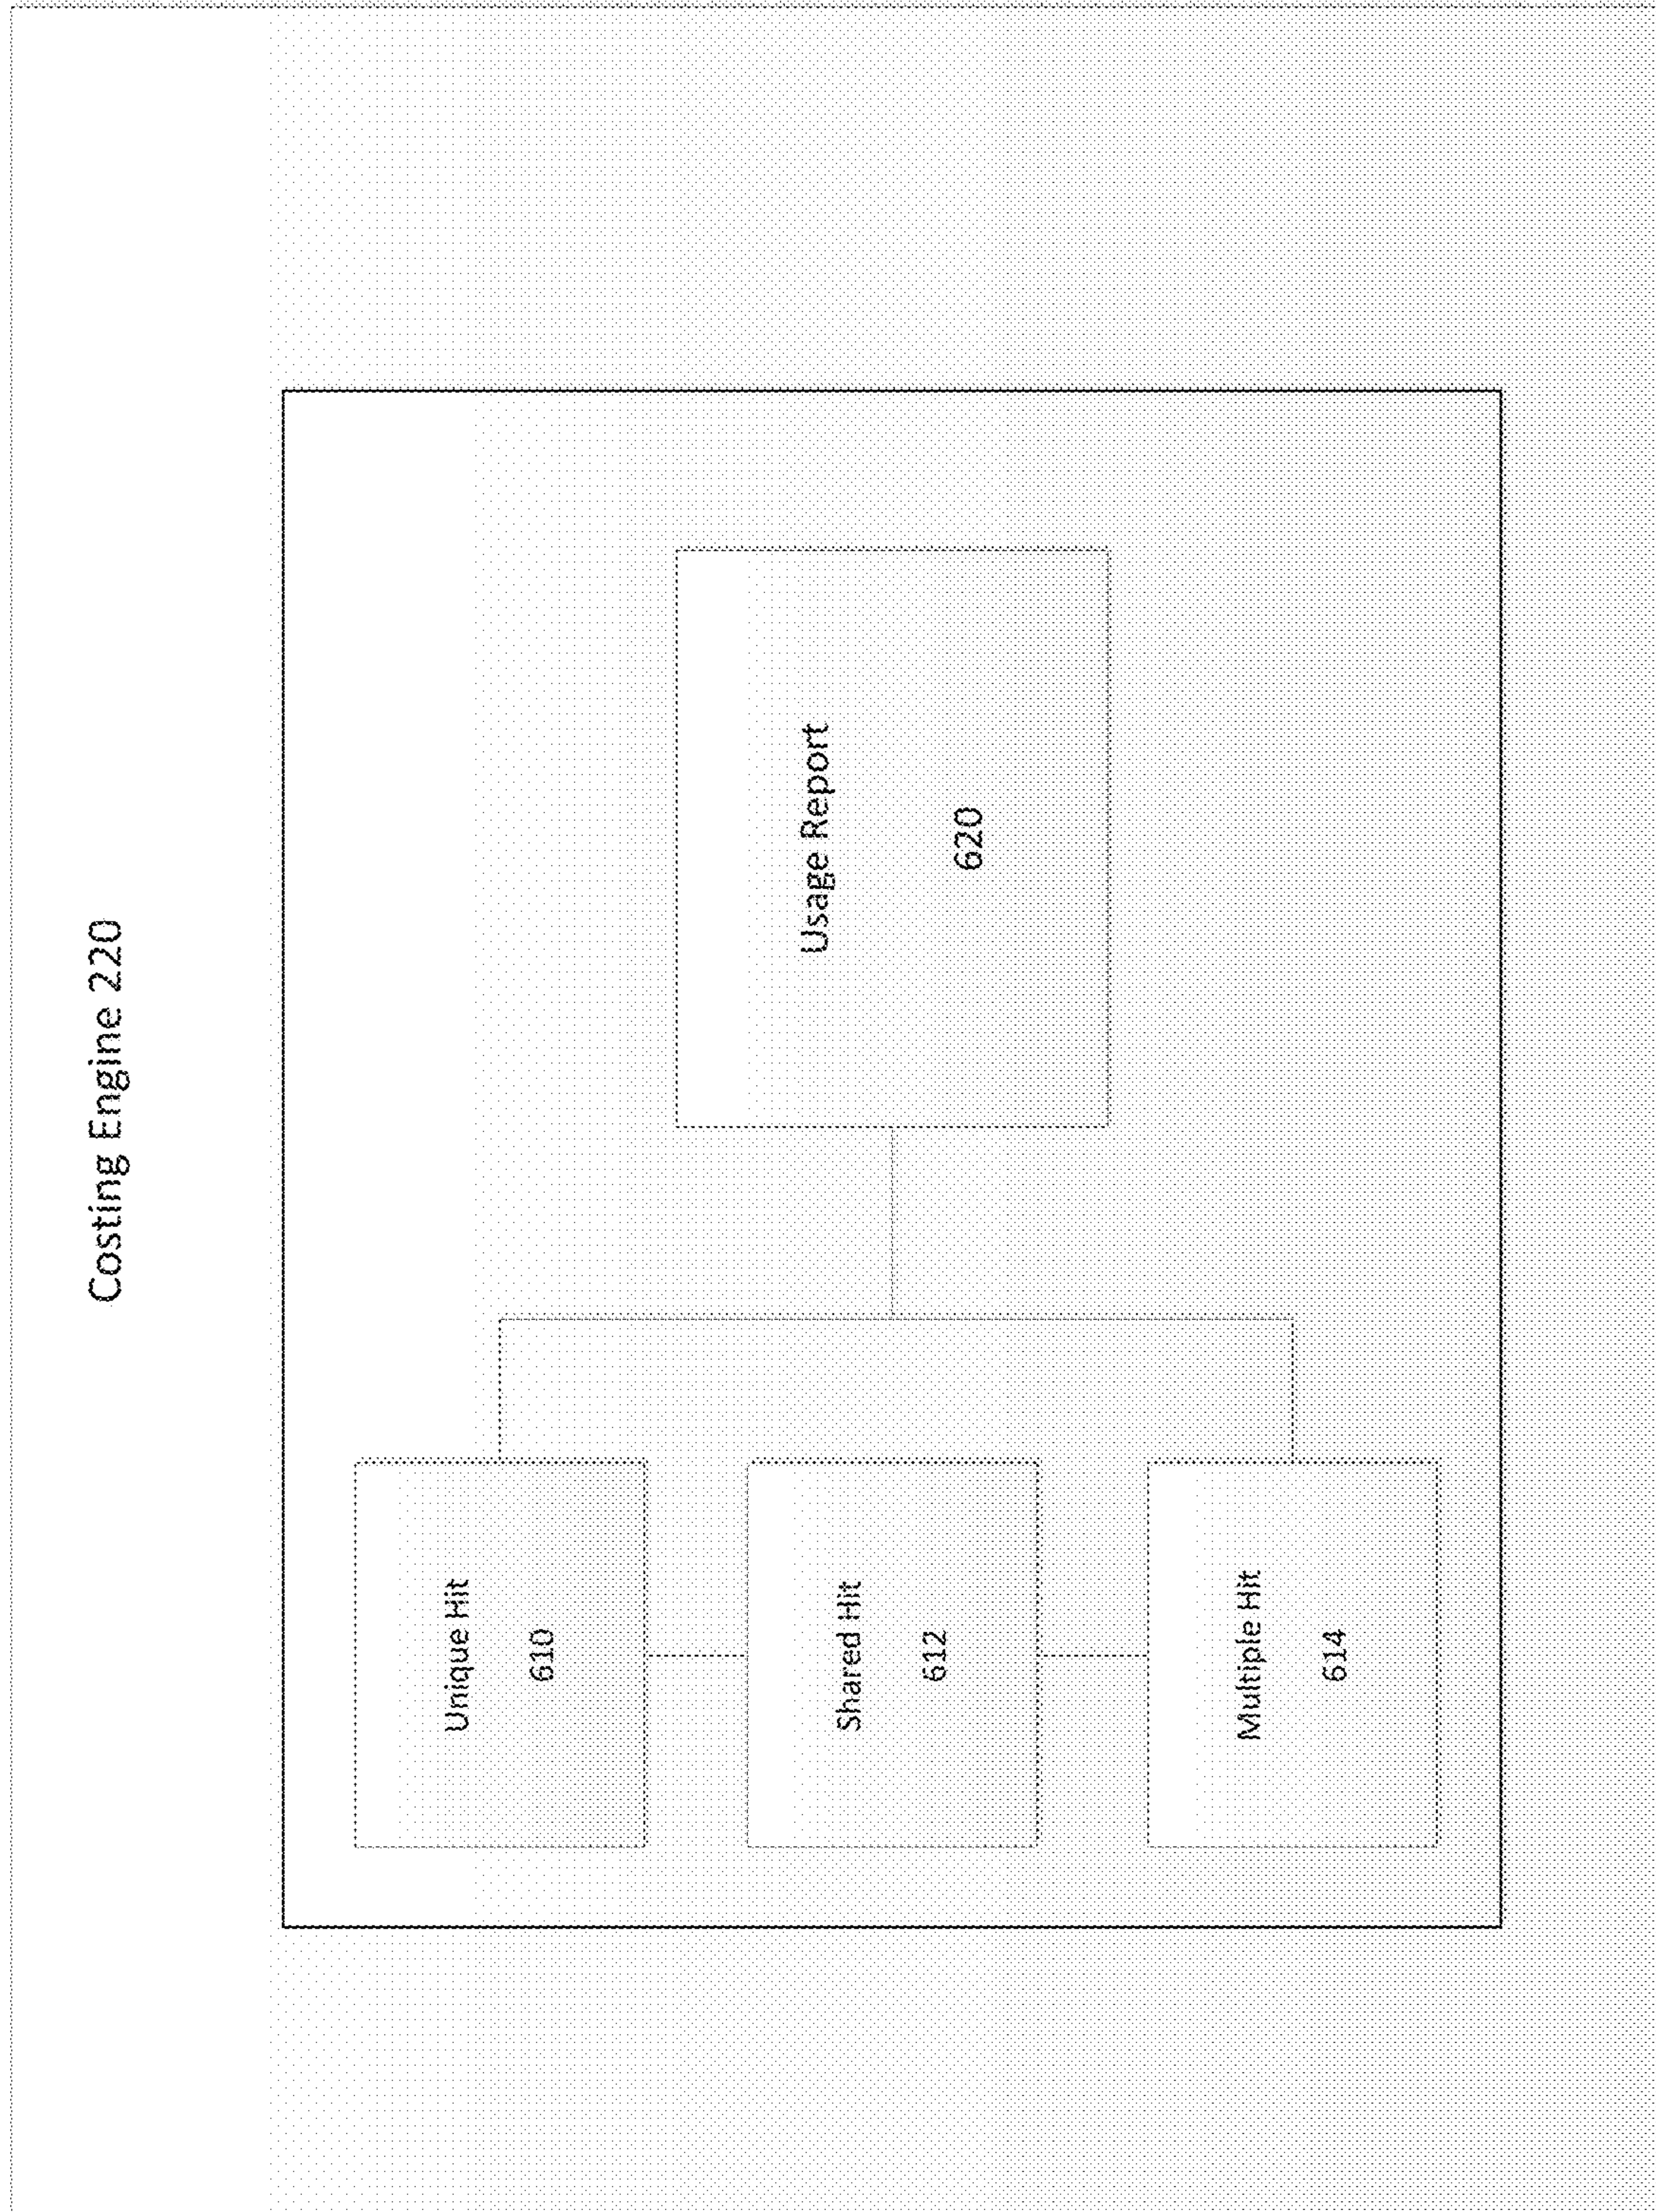 Costing Engine 220
Unique Hit
610
Shared Hit
612
Multiple Hit
614
Usage Report
620